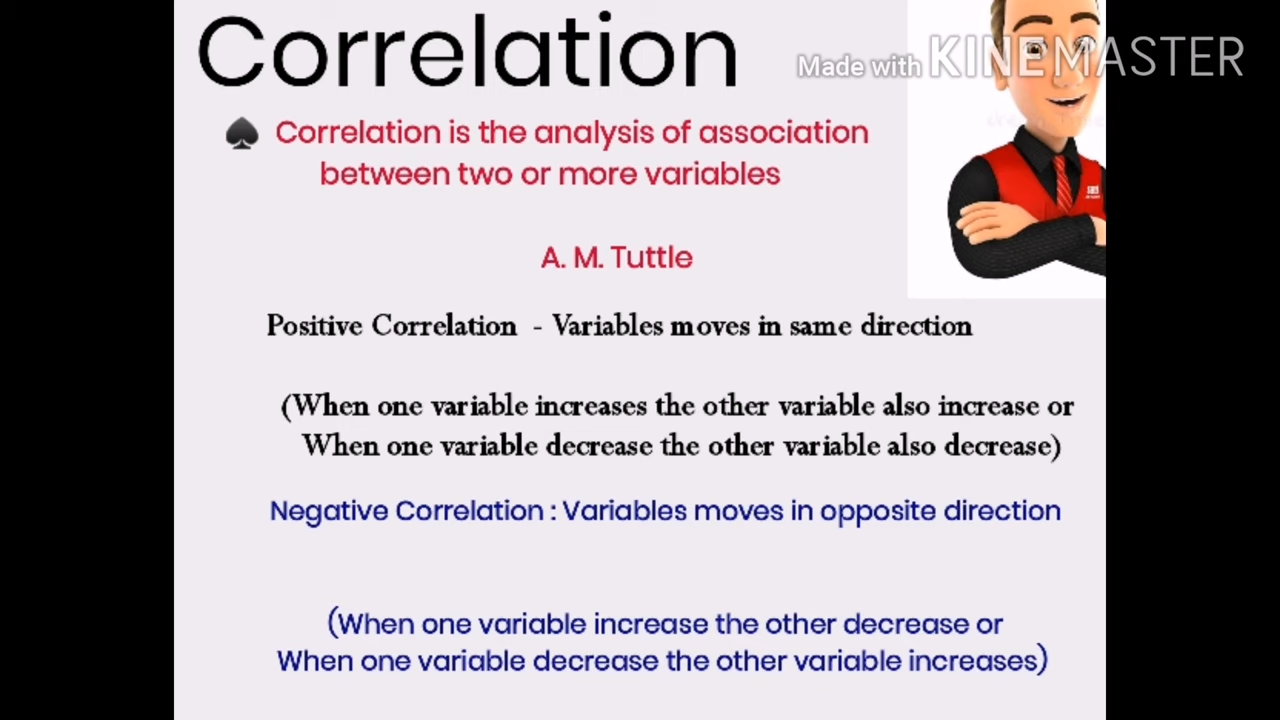 Correlation
Made with KINEMASTER
♠ Correlation is the analysis of association
between two or more variables
A. M. Tuttle
Positive Correlation - Variables moves in same direction
(When one variable increases the other variable also increase or
When one variable decrease the other variable also decrease)
Negative Correlation : Variables moves in opposite direction
(When one variable increase the other decrease or
When one variable decrease the other variable increases)